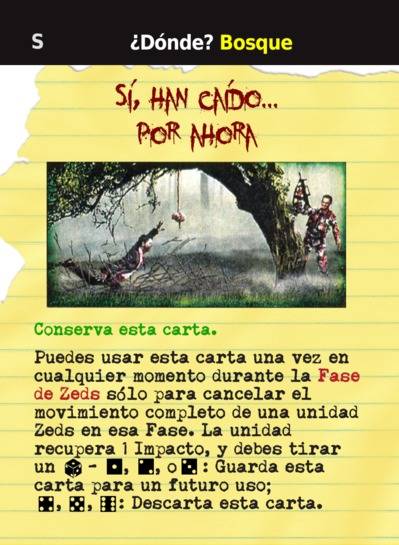 S ¿Dónde? Bosque
SÍ, HAN CAÍDO...
POR AHORA
Conserva esta carta.
Puedes usar esta carta una vez en
cualquier momento durante la Fase
de Zeds sólo para cancelar el
movimiento completo de una unidad
Zeds en esa Fase. La unidad
recupera 1 Impacto, y debes tirar
un 🎲 - ⚀, ⚁, o ⚂: Guarda esta
carta para un futuro uso;
⚃, ⚄, ⚅: Descarta esta carta.